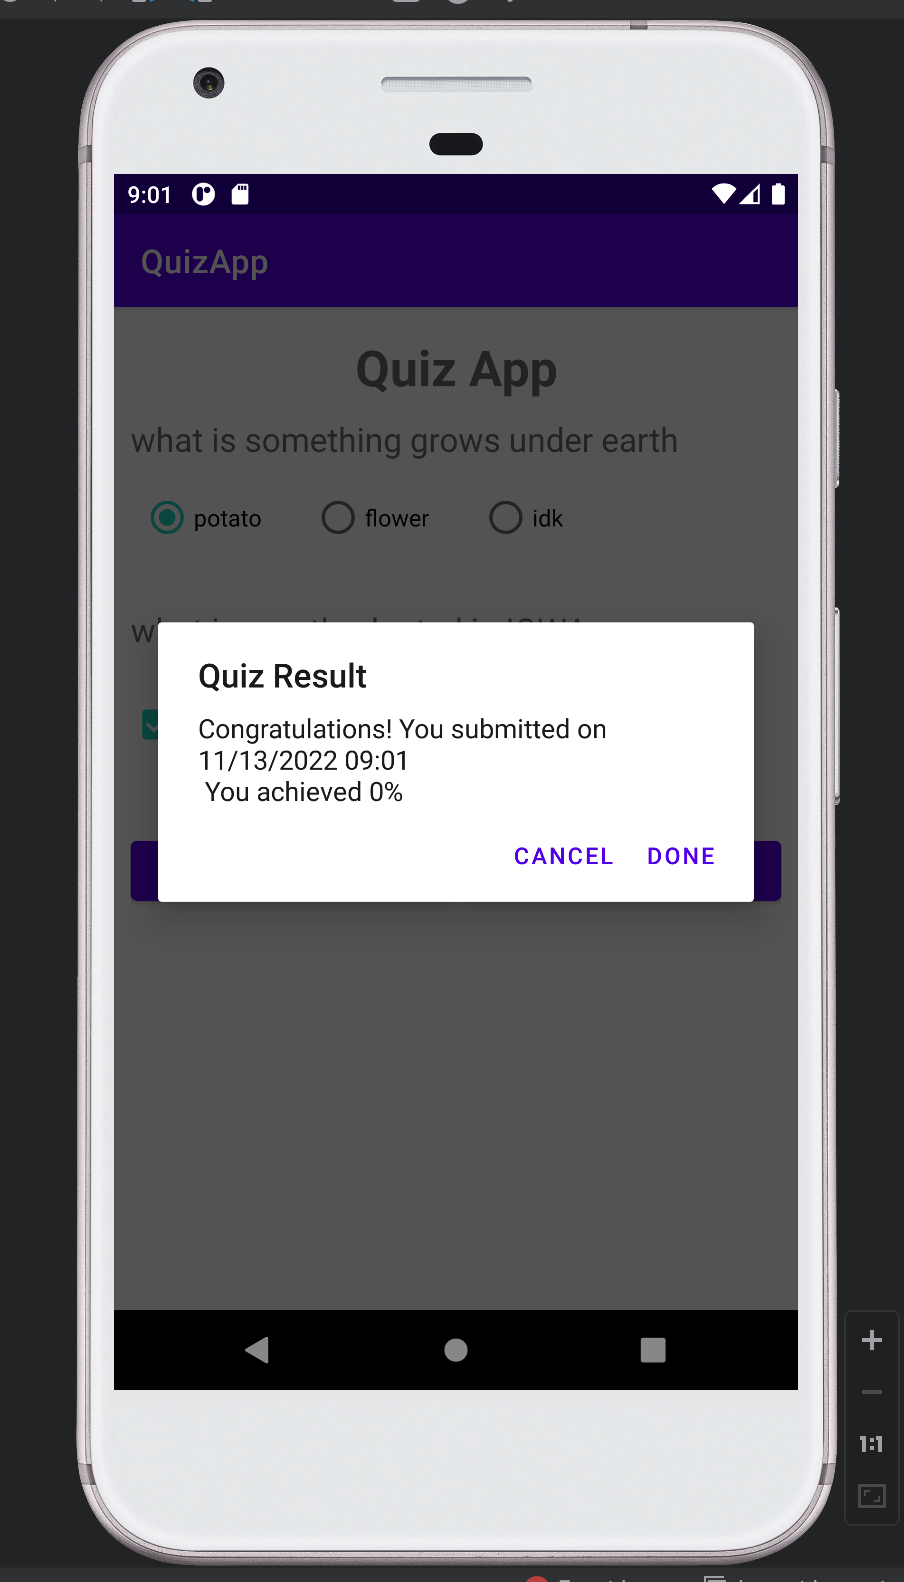 9:01
QuizApp
Quiz App
what is something grows under earth
potato flower idk
Quiz Result
Congratulations! You submitted on
11/13/2022 09:01
You achieved 0%
CANCEL DONE
1:1